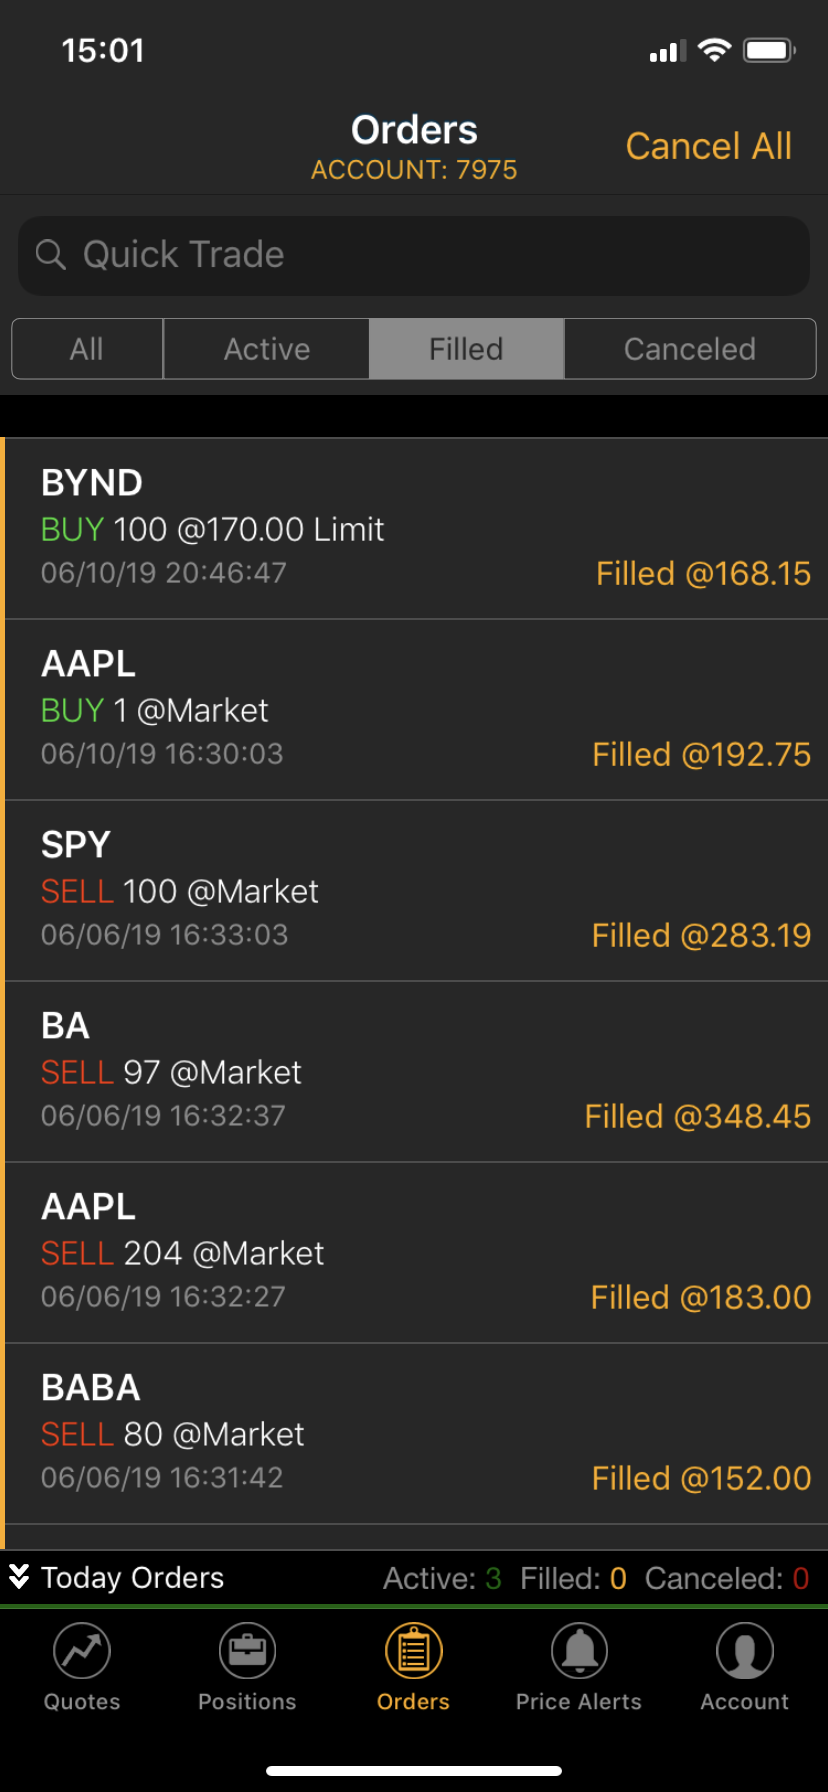 15:01
Orders
ACCOUNT: 7975
Cancel All
Quick Trade
All Active Filled Canceled
BYND
BUY 100 @170.00 Limit
06/10/19 20:46:47 Filled @168.15
AAPL
BUY 1 @Market
06/10/19 16:30:03 Filled @192.75
SPY
SELL 100 @Market
06/06/19 16:33:03 Filled @283.19
BA
SELL 97 @Market
06/06/19 16:32:37 Filled @348.45
AAPL
SELL 204 @Market
06/06/19 16:32:27 Filled @183.00
BABA
SELL 80 @Market
06/06/19 16:31:42 Filled @152.00
Today Orders Active: 3 Filled: 0 Canceled: 0
Quotes Positions Orders Price Alerts Account